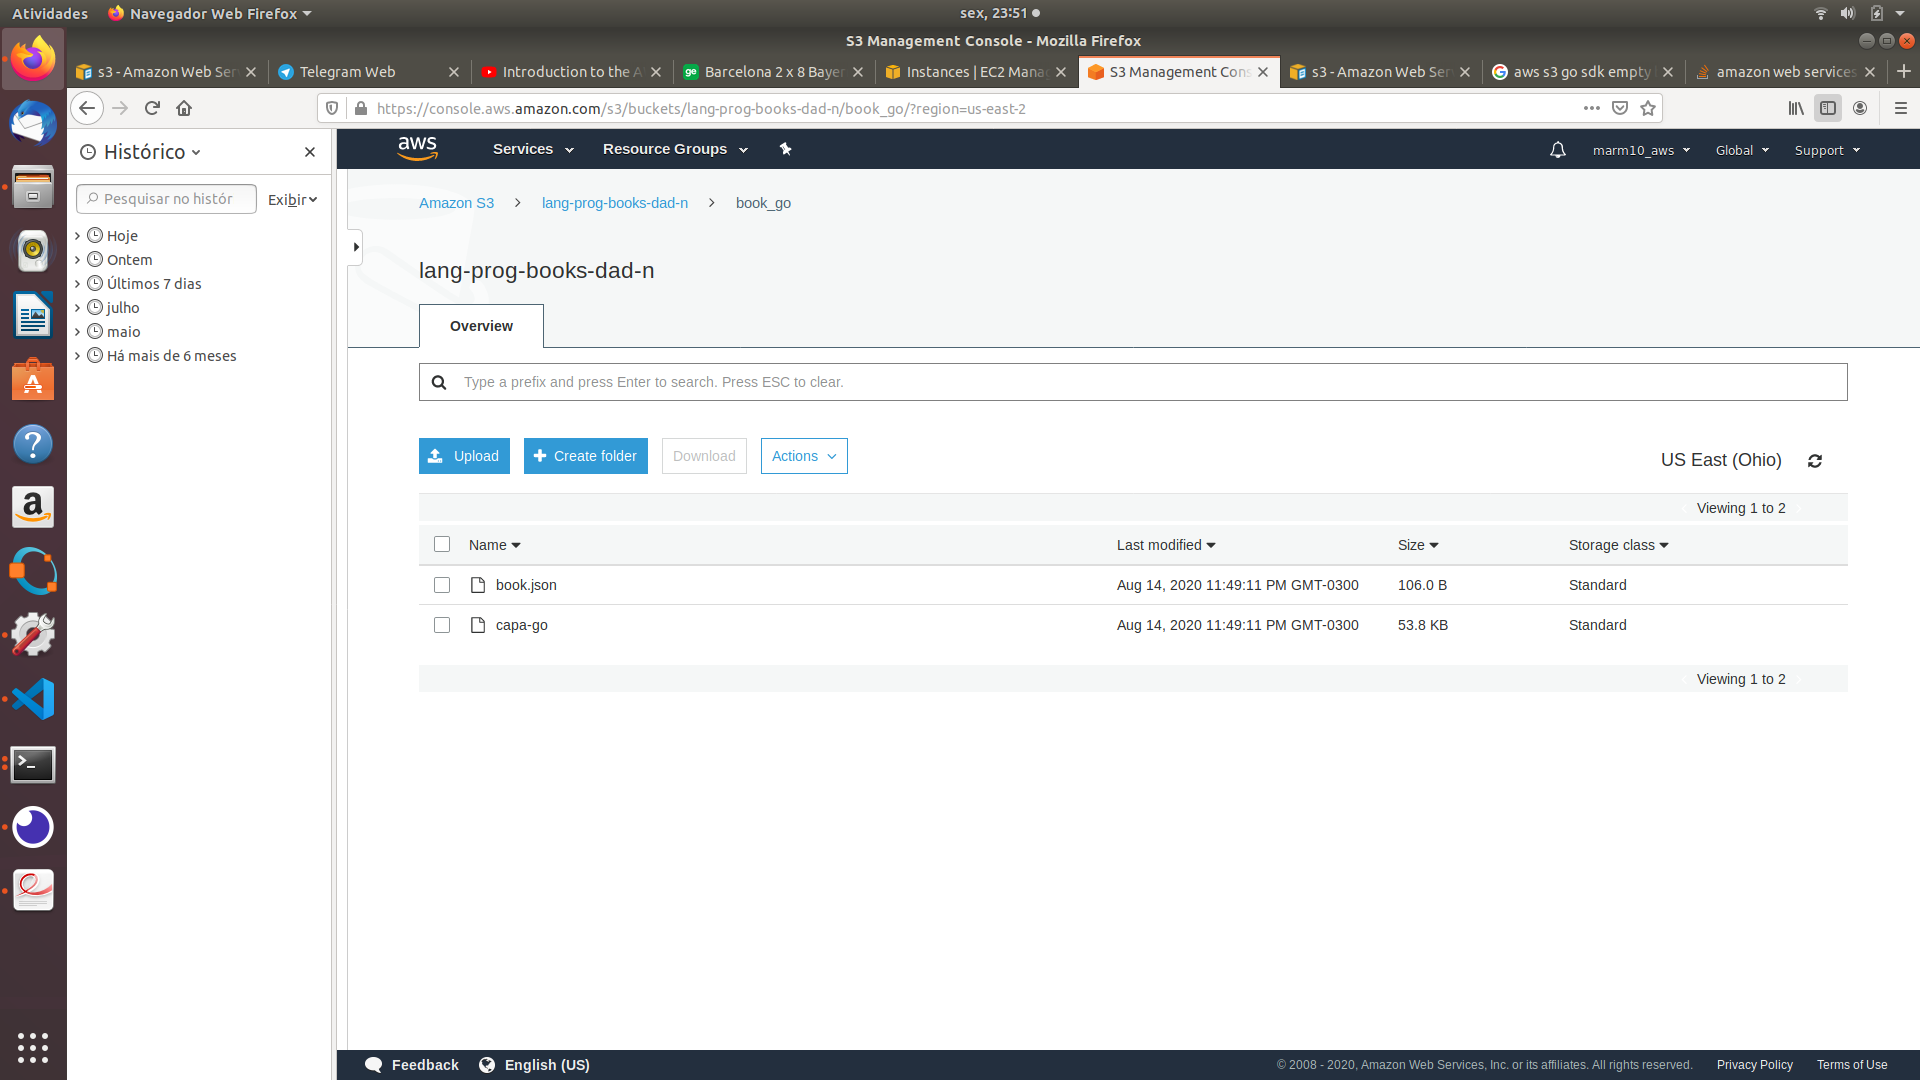 Atividades
Navegador Web Firefox
sex, 23:51
S3 Management Console - Mozilla Firefox
s3 - Amazon Web Ser
Telegram Web
Introduction to the A
Barcelona 2 x 8 Bayer
Instances | EC2 Manag
S3 Management Cons
s3 - Amazon Web Ser
aws s3 go sdk empty
amazon web services
https://console.aws.amazon.com/s3/buckets/lang-prog-books-dad-n/book_go/?region=us-east-2
Histórico
Pesquisar no histór
Exibir
Hoje
Ontem
Últimos 7 dias
julho
maio
Há mais de 6 meses
aws
Services
Resource Groups
marm10_aws
Global
Support
Amazon S3
lang-prog-books-dad-n
book_go
lang-prog-books-dad-n
Overview
Type a prefix and press Enter to search. Press ESC to clear.
Upload
Create folder
Download
Actions
US East (Ohio)
Viewing 1 to 2
Name
Last modified
Size
Storage class
book.json
Aug 14, 2020 11:49:11 PM GMT-0300
106.0 B
Standard
capa-go
Aug 14, 2020 11:49:11 PM GMT-0300
53.8 KB
Standard
Viewing 1 to 2
Feedback
English (US)
© 2008 - 2020, Amazon Web Services, Inc. or its affiliates. All rights reserved.
Privacy Policy
Terms of Use